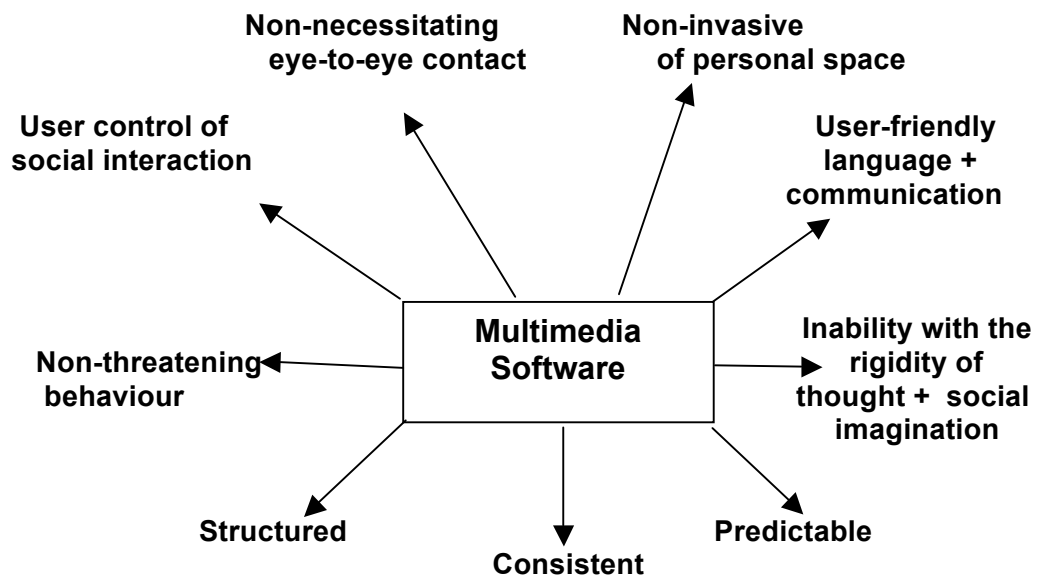 Non-necessitating
eye-to-eye contact
Non-invasive
of personal space
User control of
social interaction
User-friendly
language +
communication
Multimedia
Software
Non-threatening
behaviour
Inability with the
rigidity of
thought + social
imagination
Structured
Consistent
Predictable